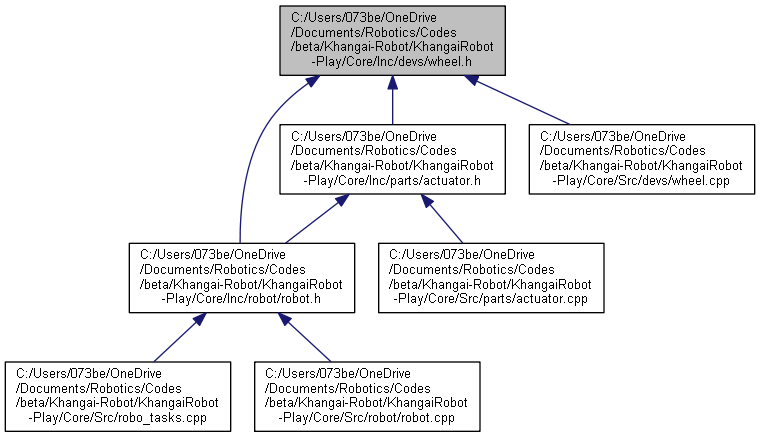 C:/Users/073be/OneDrive
/Documents/Robotics/Codes
/beta/Khangai-Robot/KhangaiRobot
-Play/Core/Inc/devs/wheel.h
C:/Users/073be/OneDrive
/Documents/Robotics/Codes
/beta/Khangai-Robot/KhangaiRobot
-Play/Core/Inc/parts/actuator.h
C:/Users/073be/OneDrive
/Documents/Robotics/Codes
/beta/Khangai-Robot/KhangaiRobot
-Play/Core/Src/devs/wheel.cpp
C:/Users/073be/OneDrive
/Documents/Robotics/Codes
/beta/Khangai-Robot/KhangaiRobot
-Play/Core/Inc/robot/robot.h
C:/Users/073be/OneDrive
/Documents/Robotics/Codes
/beta/Khangai-Robot/KhangaiRobot
-Play/Core/Src/parts/actuator.cpp
C:/Users/073be/OneDrive
/Documents/Robotics/Codes
/beta/Khangai-Robot/KhangaiRobot
-Play/Core/Src/robo_tasks.cpp
C:/Users/073be/OneDrive
/Documents/Robotics/Codes
/beta/Khangai-Robot/KhangaiRobot
-Play/Core/Src/robot/robot.cpp